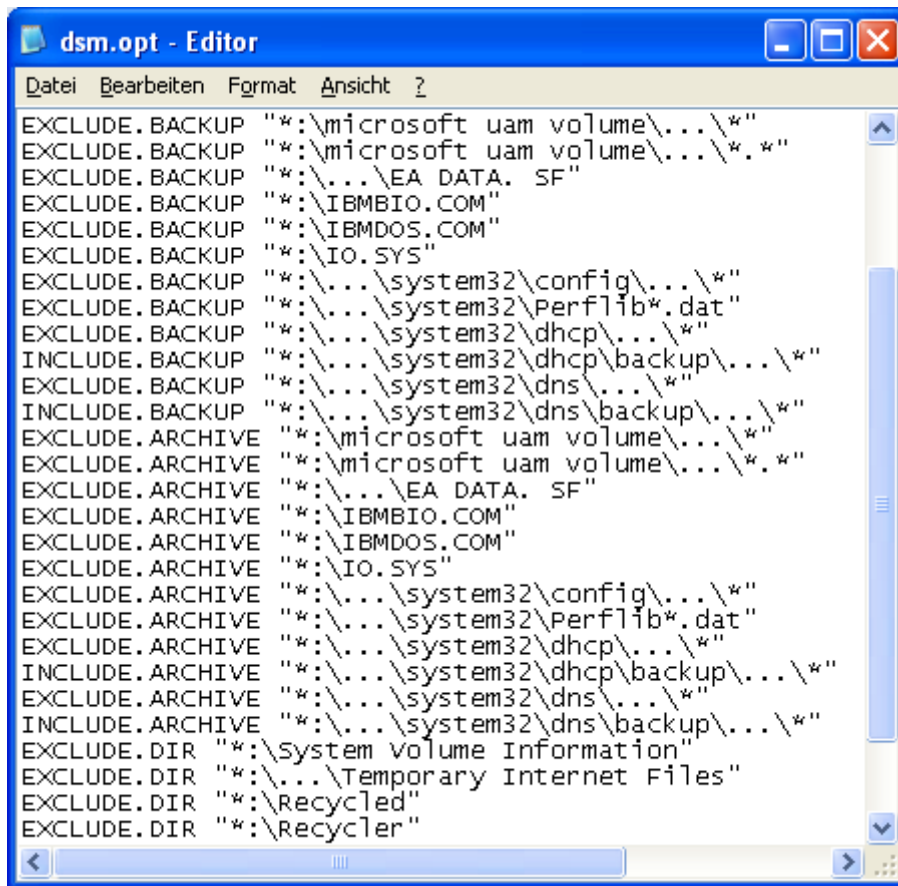 dsm.opt - Editor
Datei Bearbeiten Format Ansicht ?
EXCLUDE.BACKUP "*:\microsoft uam volume\...\*"
EXCLUDE.BACKUP "*:\microsoft uam volume\...\*.*"
EXCLUDE.BACKUP "*:\...\EA DATA. SF"
EXCLUDE.BACKUP "*:\IBMBIO.COM"
EXCLUDE.BACKUP "*:\IBMDOS.COM"
EXCLUDE.BACKUP "*:\IO.SYS"
EXCLUDE.BACKUP "*:\...\system32\config\...\*"
EXCLUDE.BACKUP "*:\...\system32\Perflib*.dat"
EXCLUDE.BACKUP "*:\...\system32\dhcp\...\*"
INCLUDE.BACKUP "*:\...\system32\dhcp\backup\...\*"
EXCLUDE.BACKUP "*:\...\system32\dns\...\*"
INCLUDE.BACKUP "*:\...\system32\dns\backup\...\*"
EXCLUDE.ARCHIVE "*:\microsoft uam volume\...\*"
EXCLUDE.ARCHIVE "*:\microsoft uam volume\...\*.*"
EXCLUDE.ARCHIVE "*:\...\EA DATA. SF"
EXCLUDE.ARCHIVE "*:\IBMBIO.COM"
EXCLUDE.ARCHIVE "*:\IBMDOS.COM"
EXCLUDE.ARCHIVE "*:\IO.SYS"
EXCLUDE.ARCHIVE "*:\...\system32\config\...\*"
EXCLUDE.ARCHIVE "*:\...\system32\Perflib*.dat"
EXCLUDE.ARCHIVE "*:\...\system32\dhcp\...\*"
INCLUDE.ARCHIVE "*:\...\system32\dhcp\backup\...\*"
EXCLUDE.ARCHIVE "*:\...\system32\dns\...\*"
INCLUDE.ARCHIVE "*:\...\system32\dns\backup\...\*"
EXCLUDE.DIR "*:\System Volume Information"
EXCLUDE.DIR "*:\...\Temporary Internet Files"
EXCLUDE.DIR "*:\Recycled"
EXCLUDE.DIR "*:\Recycler"